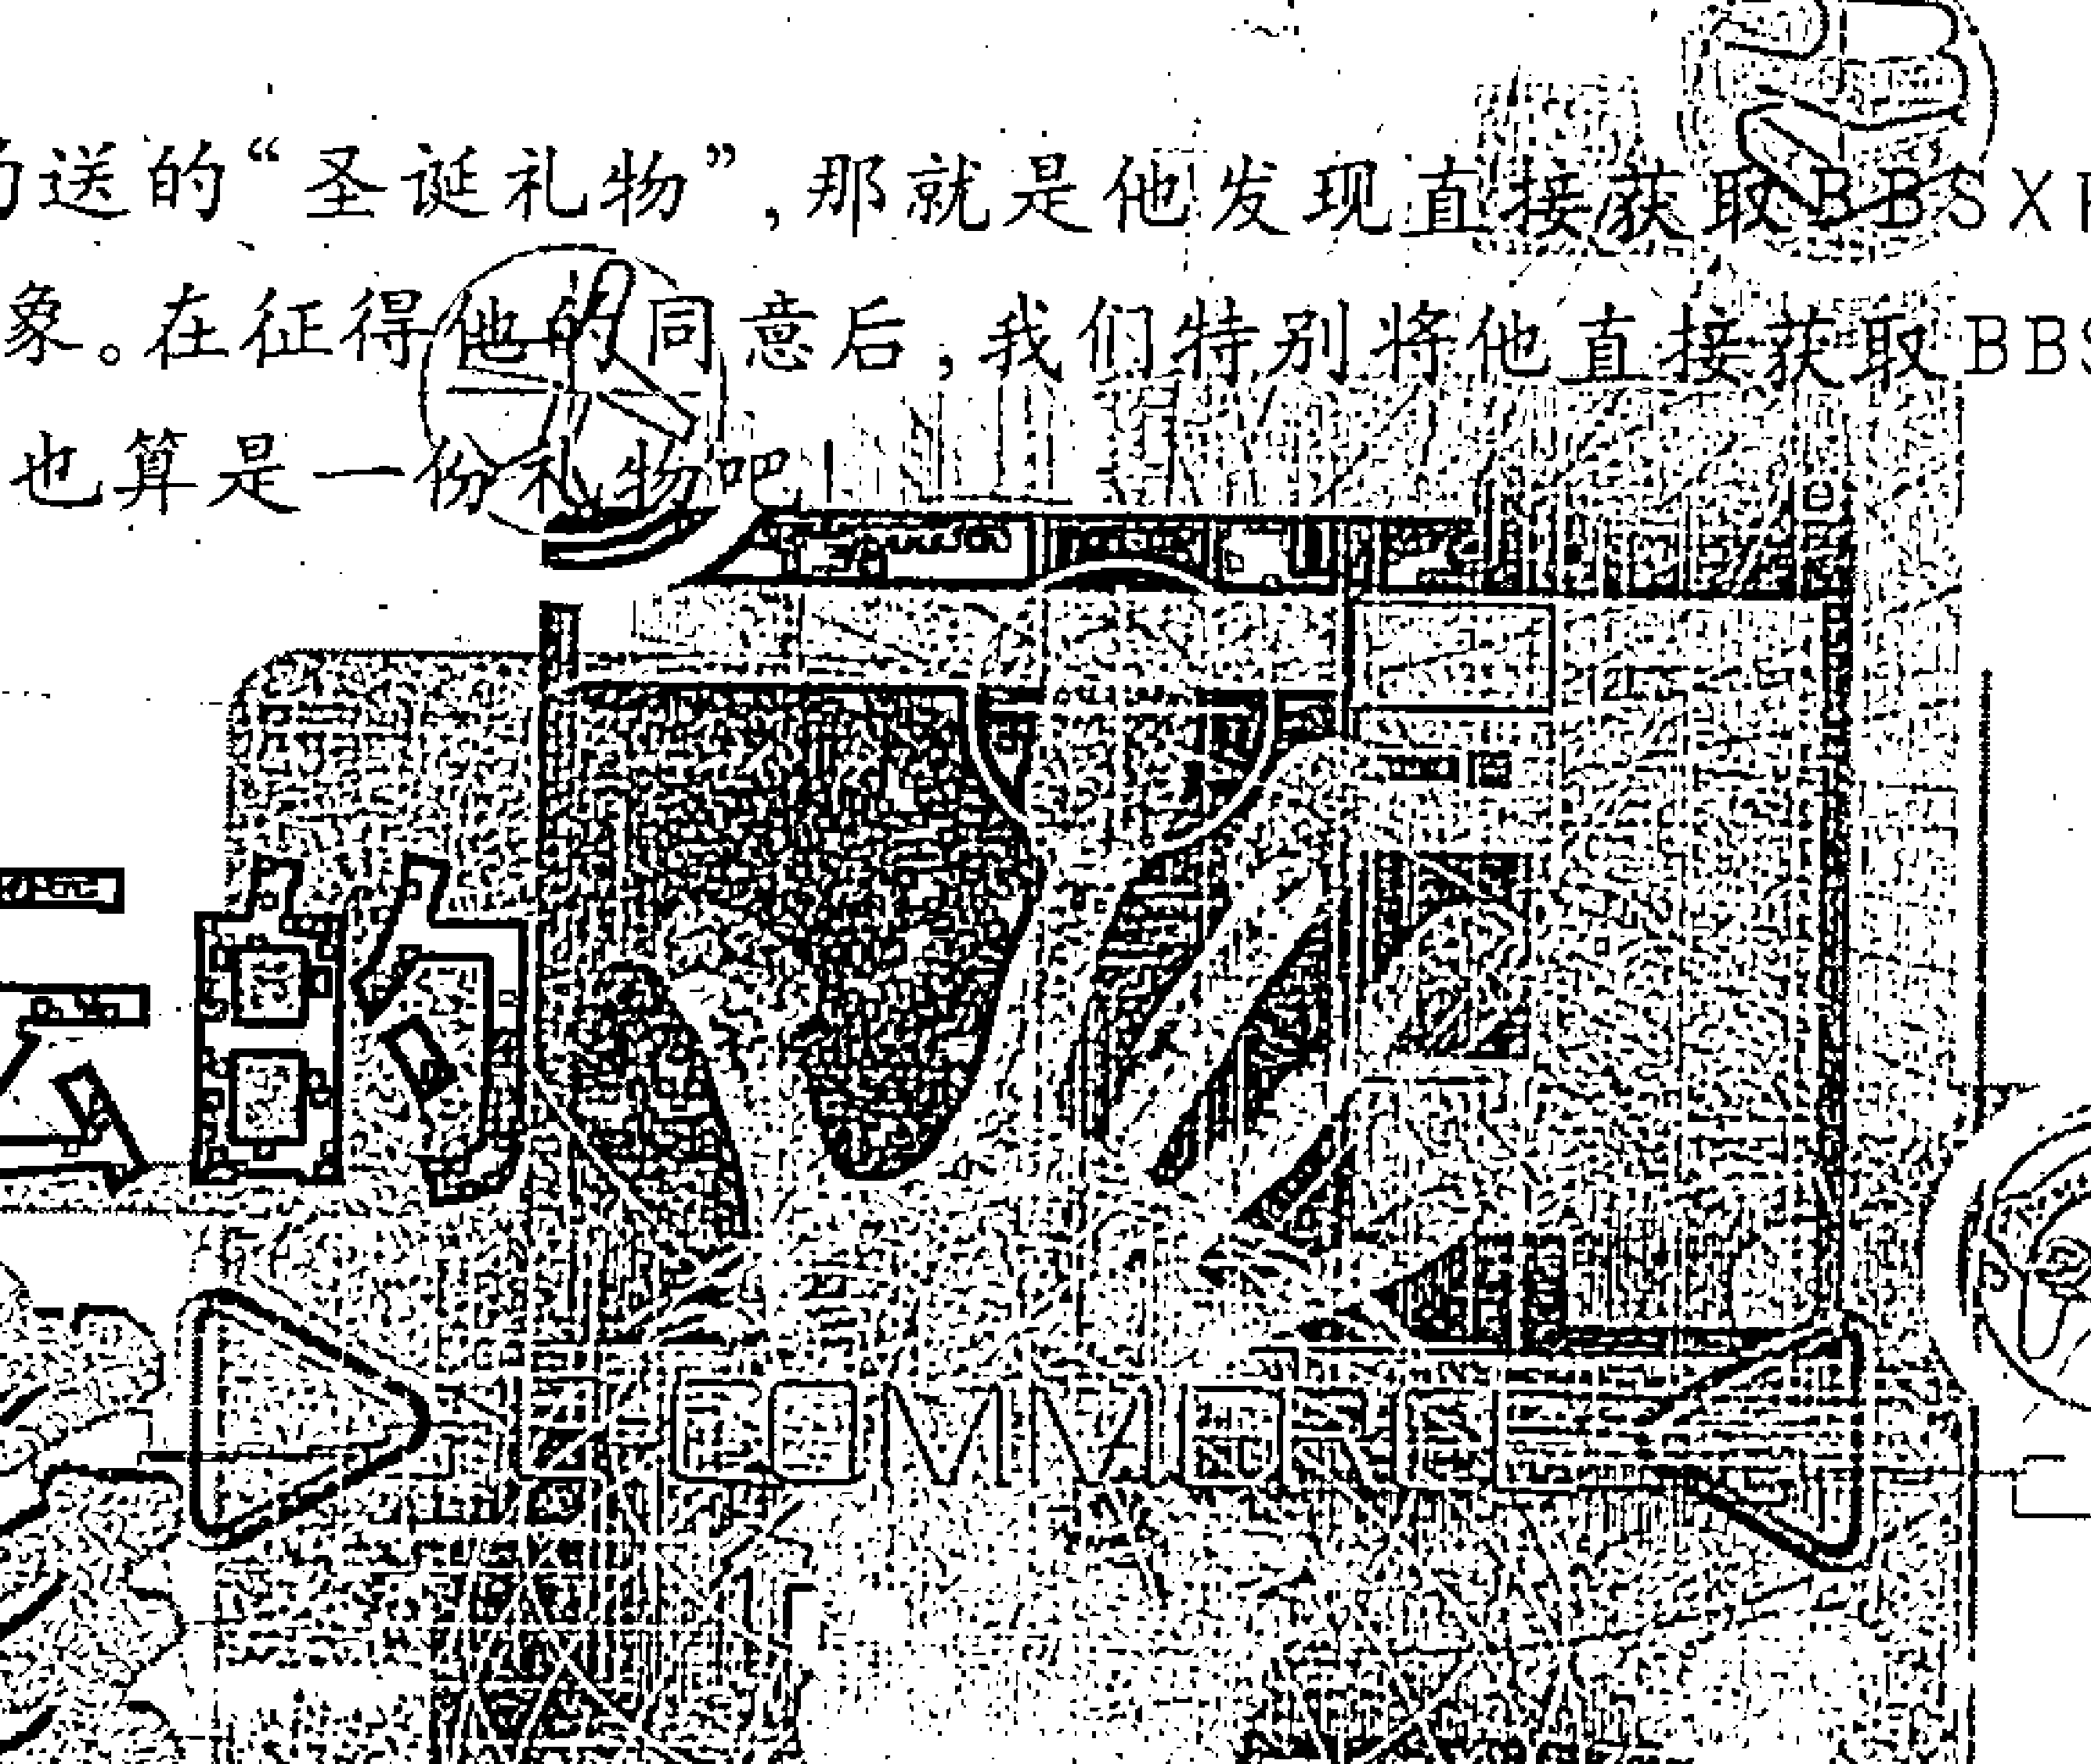 送的“圣诞礼物”,那就是他发现直接获取BBSX
象。在征得他的同意后,我们特别将他直接获取BBS
也算是一份礼物吧!
的